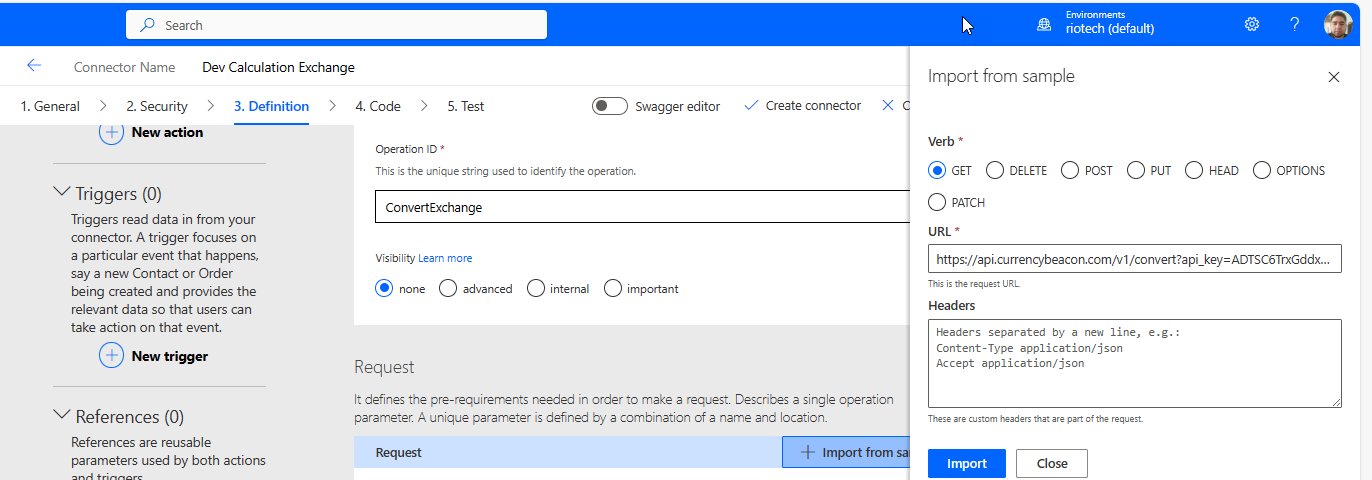 Search
Environments
riotech (default)
?
Connector Name Dev Calculation Exchange
1. General 2. Security 3. Definition 4. Code 5. Test
Swagger editor Create connector C
New action
Triggers (0)
Triggers read data in from your
connector. A trigger focuses on
a particular event that happens,
say a new Contact or Order
being created and provides the
relevant data so that users can
take action on that event.
New trigger
References (0)
References are reusable
parameters used by both actions
and triggers.
Operation ID *
This is the unique string used to identify the operation.
ConvertExchange
Visibility Learn more
none advanced internal important
Request
It defines the pre-requirements needed in order to make a request. Describes a single operation
parameter. A unique parameter is defined by a combination of a name and location.
Request Import from sa
Import from sample
Verb *
GET DELETE POST PUT HEAD OPTIONS
PATCH
URL *
https://api.currencybeacon.com/v1/convert?api_key=ADTSC6TrxGddx...
This is the request URL.
Headers
Headers separated by a new line, e.g.:
Content-Type application/json
Accept application/json
These are custom headers that are part of the request.
Import Close